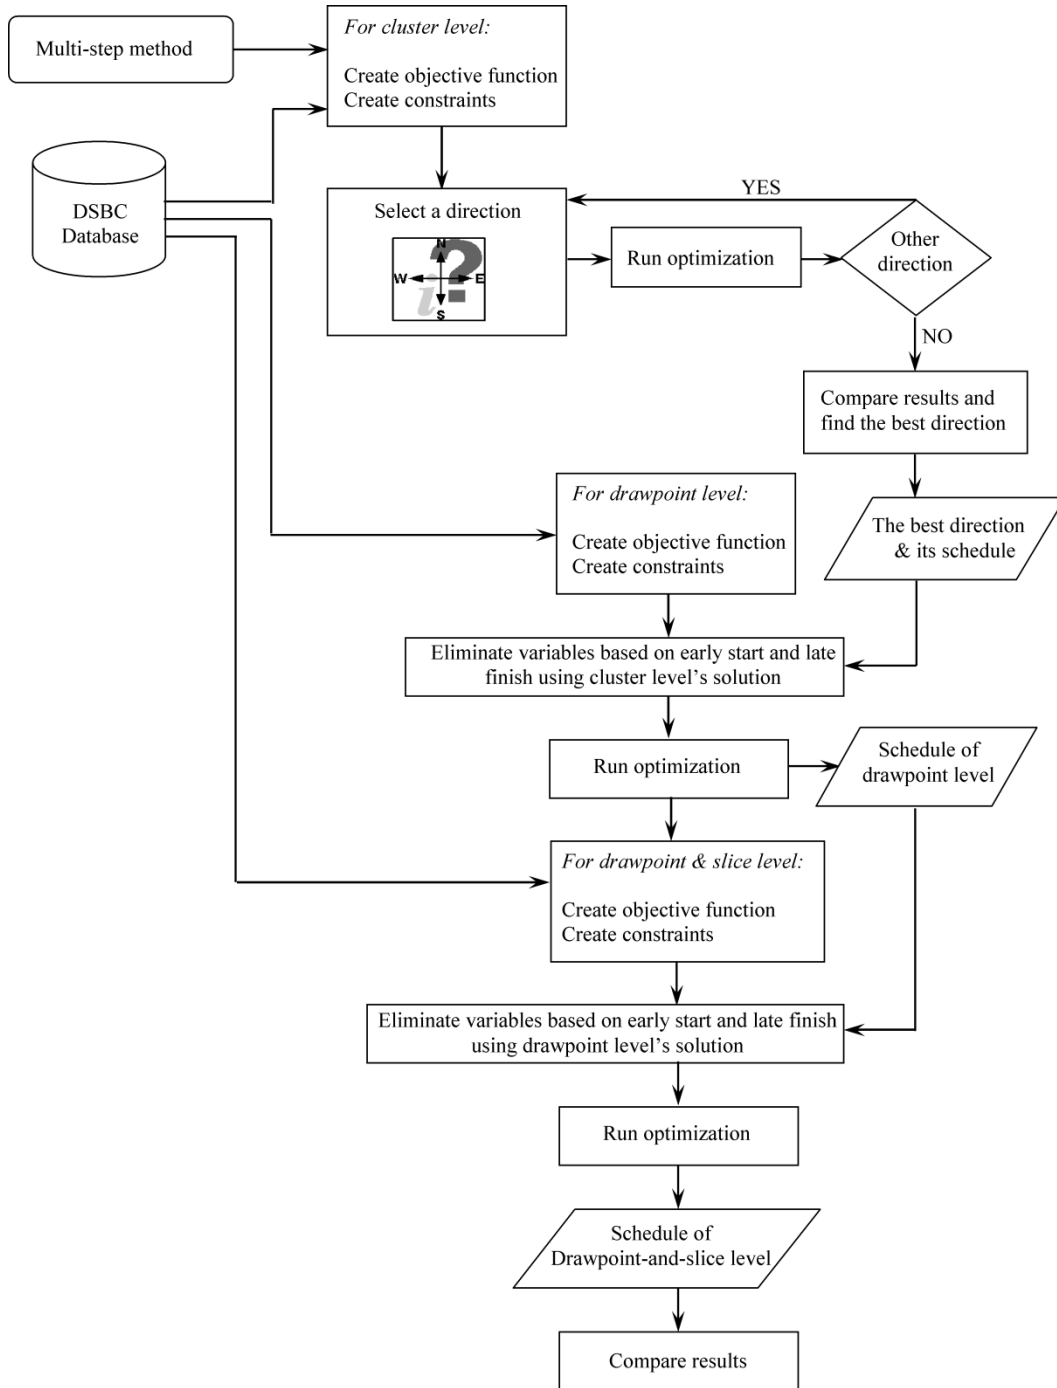 Multi-step method
For cluster level:
Create objective function
Create constraints
DSBC
Database
Select a direction
N
W
E
S
i
?
Run optimization
YES
Other
direction
NO
Compare results and
find the best direction
The best direction
& its schedule
For drawpoint level:
Create objective function
Create constraints
Eliminate variables based on early start and late
finish using cluster level’s solution
Run optimization
Schedule of
drawpoint level
For drawpoint & slice level:
Create objective function
Create constraints
Eliminate variables based on early start and late finish
using drawpoint level’s solution
Run optimization
Schedule of
Drawpoint-and-slice level
Compare results